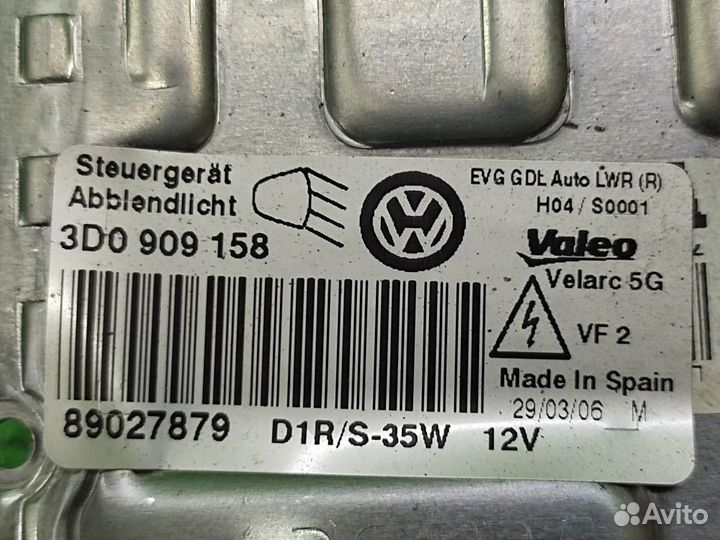 Steuergerät
Abblendlicht
3D0 909 158
EVG GDL Auto LWR (R)
H04 / S0001
Valeo
Velarc 5G
VF 2
Made In Spain
29/03/06 M
89027879 D1R/S-35W 12V
Avito